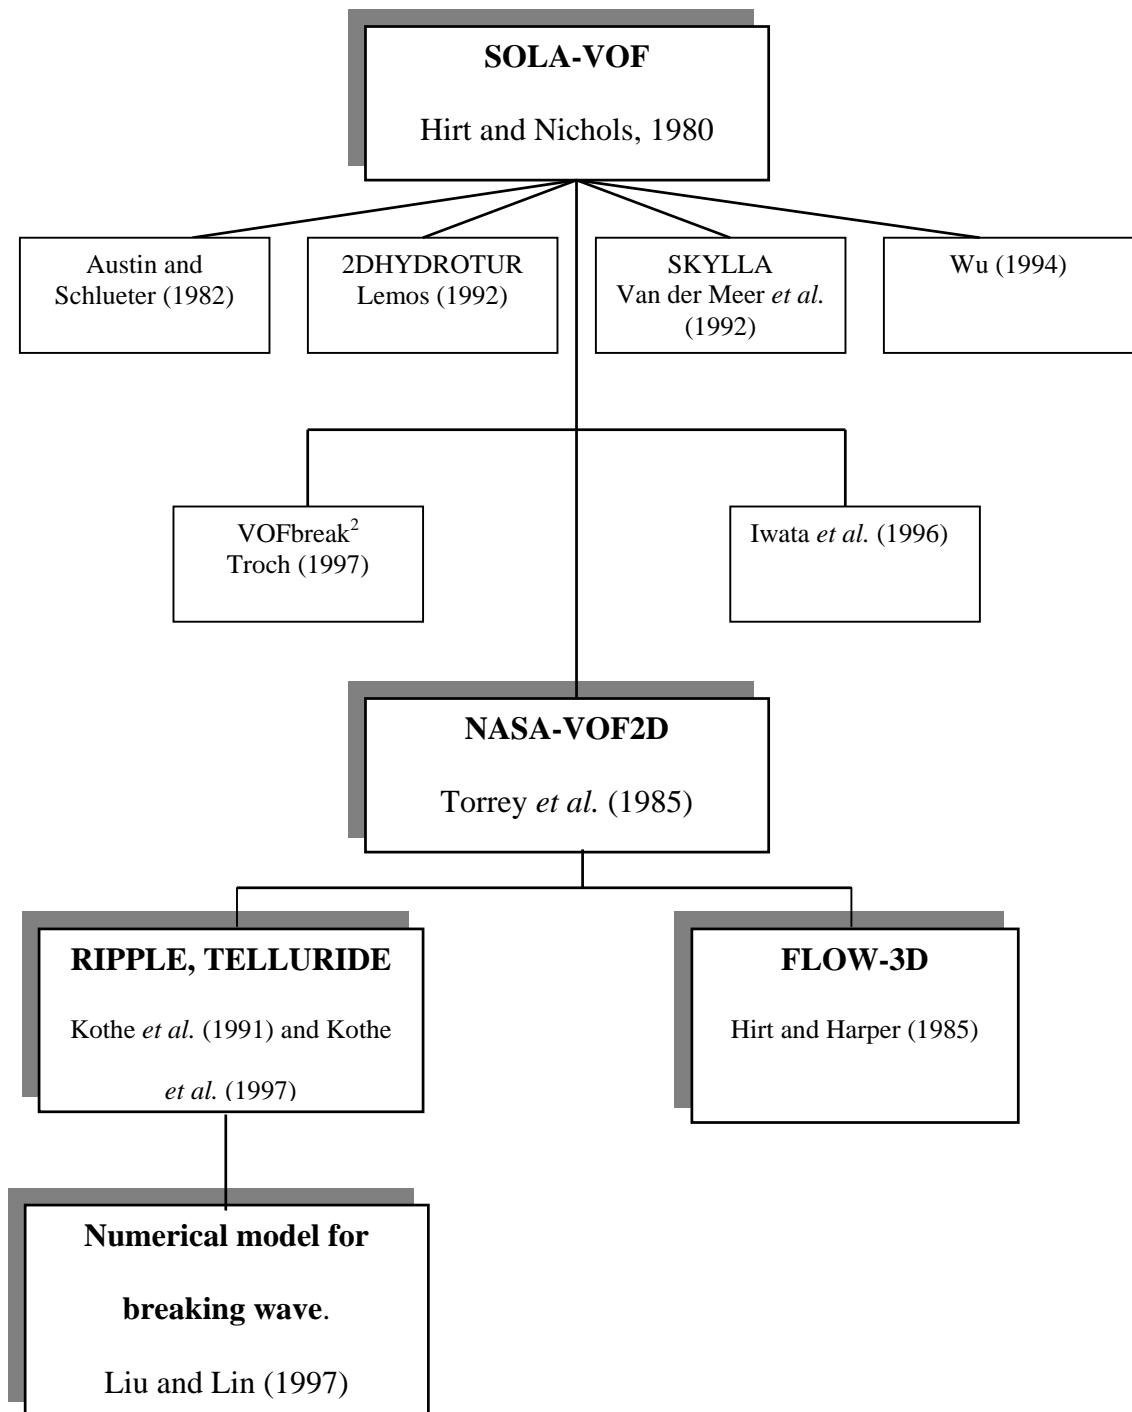 SOLA-VOF
Hirt and Nichols, 1980
Austin and
Schlueter (1982)
2DHYDROTUR
Lemos (1992)
SKYLLA
Van der Meer et al.
(1992)
Wu (1994)
VOFbreak²
Troch (1997)
Iwata et al. (1996)
NASA-VOF2D
Torrey et al. (1985)
RIPPLE, TELLURIDE
Kothe et al. (1991) and Kothe
et al. (1997)
FLOW-3D
Hirt and Harper (1985)
Numerical model for
breaking wave.
Liu and Lin (1997)